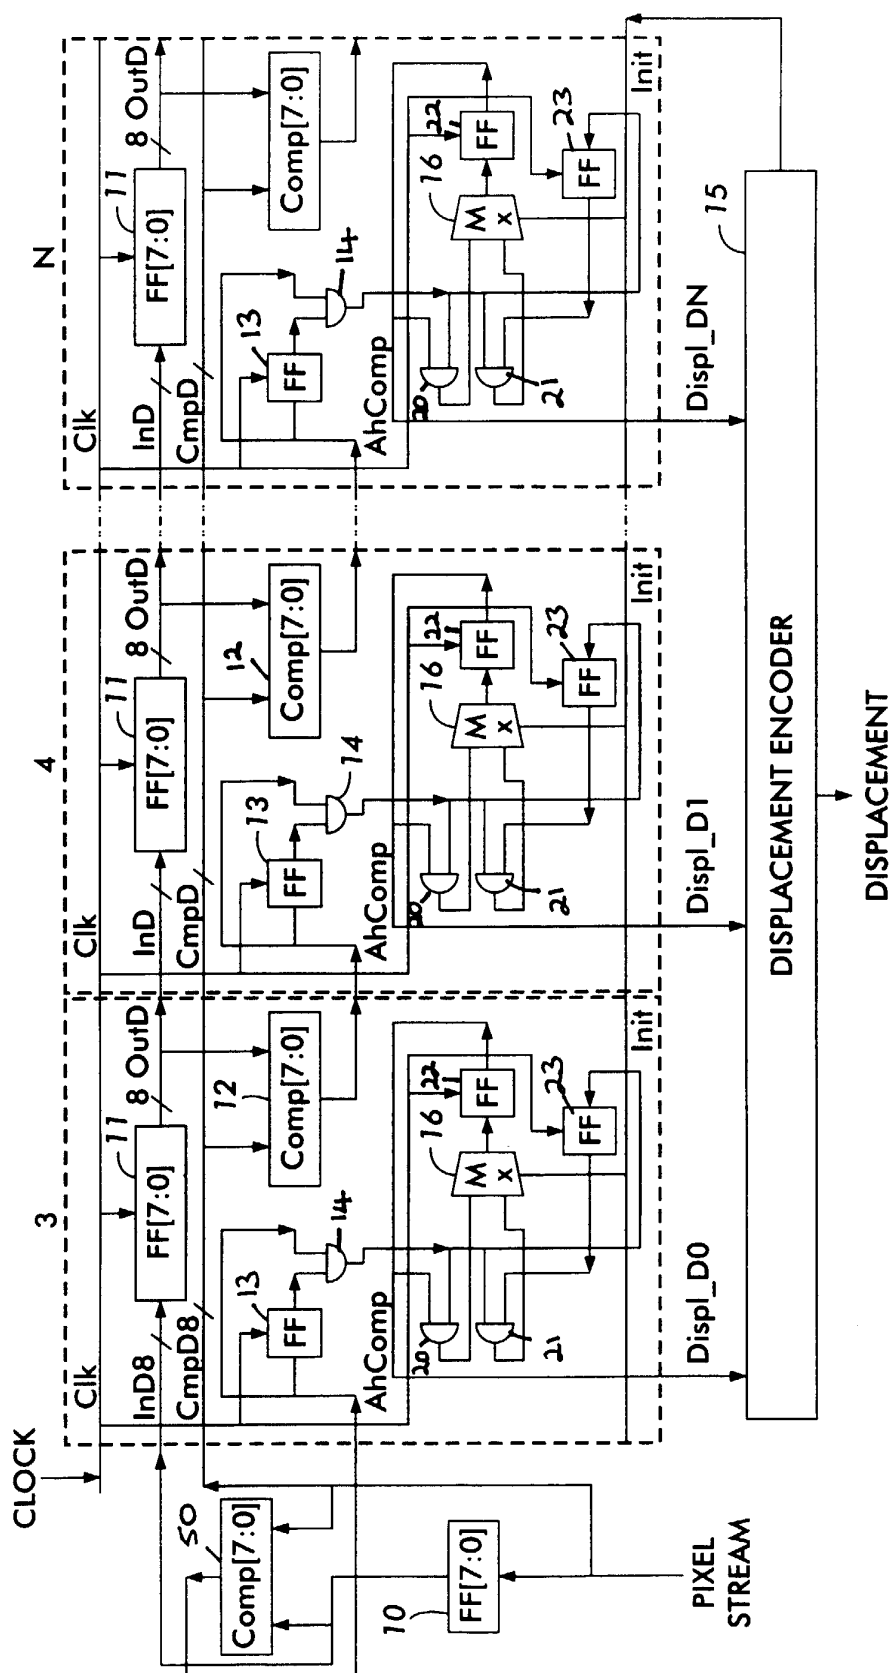 CLOCK
PIXEL
STREAM
10
FF[7:0]
50
Comp[7:0]
3
Clk
InD8
CmpD8
FF[7:0]
11
8 OutD
13
FF
14
12
Comp[7:0]
AhComp
20
21
16
M
x
22
FF
23
FF
Init
Displ_D0
4
Clk
InD
CmpD
FF[7:0]
11
8 OutD
13
FF
14
12
Comp[7:0]
AhComp
20
21
16
M
x
22
FF
23
FF
Init
Displ_D1
N
Clk
InD
CmpD
FF[7:0]
11
8 OutD
13
FF
14
Comp[7:0]
AhComp
20
21
16
M
x
22
FF
23
FF
Init
Displ_DN
15
DISPLACEMENT ENCODER
DISPLACEMENT